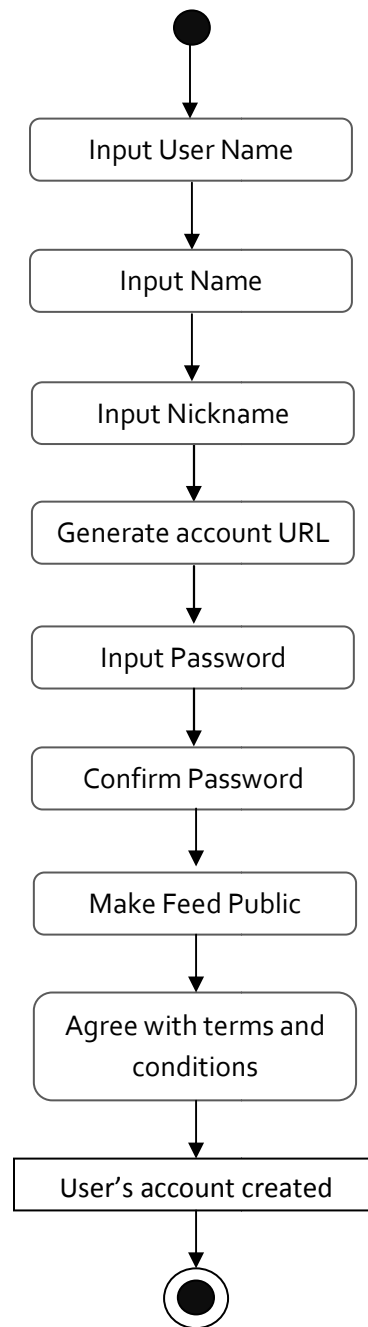 Input User Name
Input Name
Input Nickname
Generate account URL
Input Password
Confirm Password
Make Feed Public
Agree with terms and
conditions
User's account created